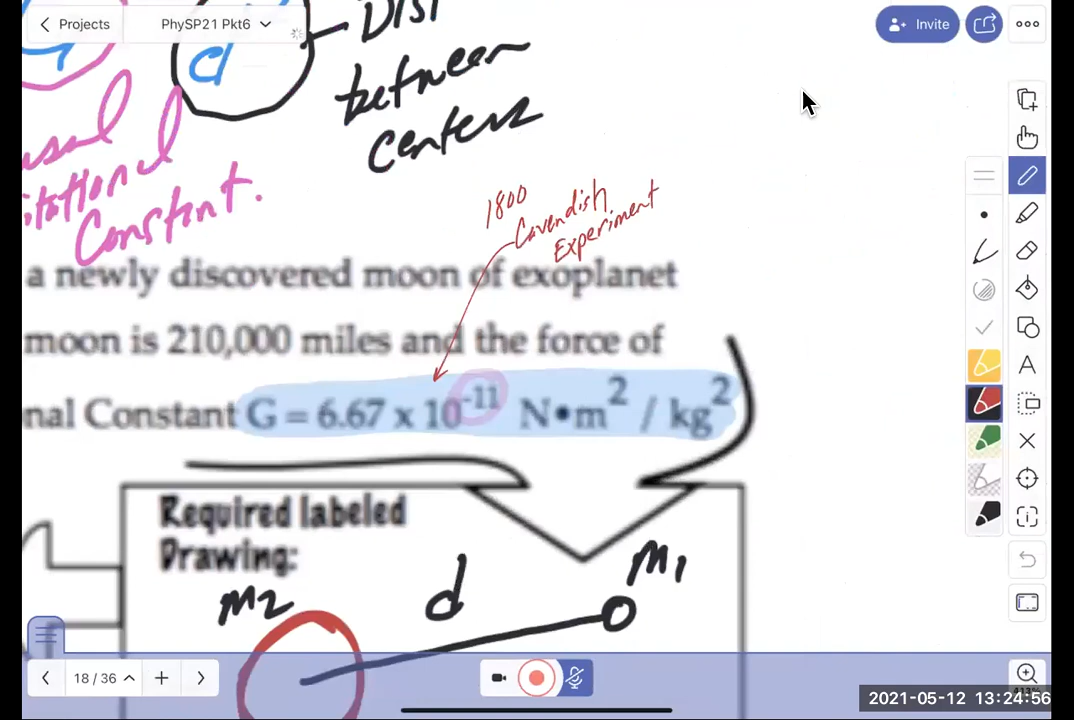 Projects
PhySP21 Pkt6
Invite
d
between
centers
Constant.
1800
Cavendish
Experiment
a newly discovered moon of exoplanet
moon is 210,000 miles and the force of
nal Constant G = 6.67 x 10⁻¹¹ N•m² / kg²
Required labeled
Drawing:
m2
d
m1
18 / 36
2021-05-12 13:24:56